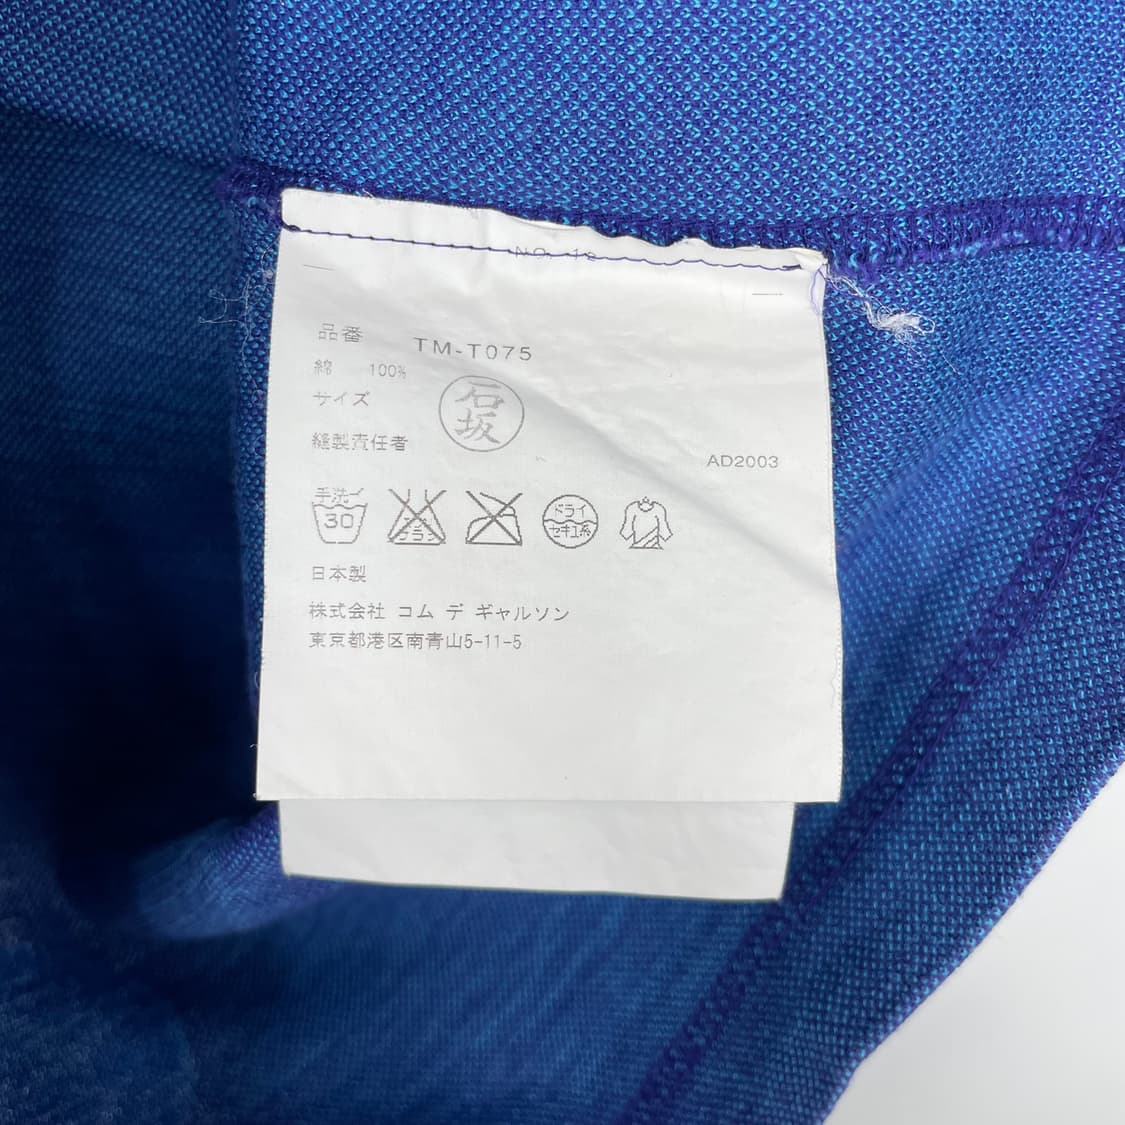 品番 TM-T075
綿 100%
サイズ
石坂
縫製責任者
AD2003
手洗イ
30
ドライ
セキユ系
日本製
株式会社 コム デ ギャルソン
東京都港区南青山5-11-5